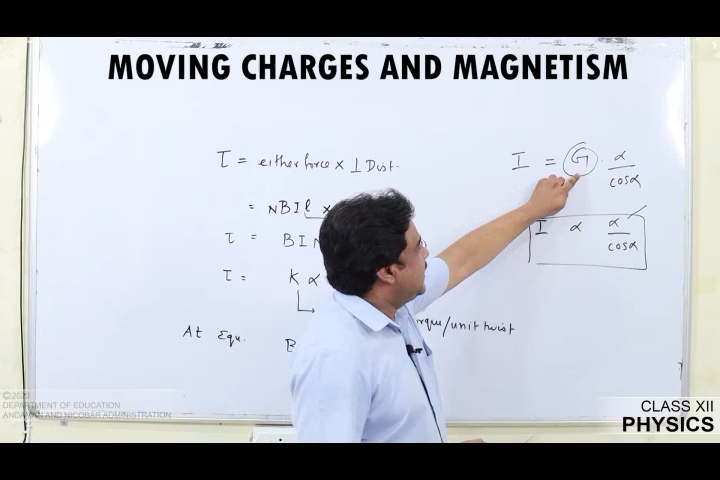 MOVING CHARGES AND MAGNETISM
τ = either force × ⊥ Dist.
= NBIl ×
τ = BIN
τ = K α
At Equ. B
/unit twist
I = G · α/cosα
I α α/cosα
©2020
DEPARTMENT OF EDUCATION
ANDAMAN AND NICOBAR ADMINISTRATION
CLASS XII
PHYSICS